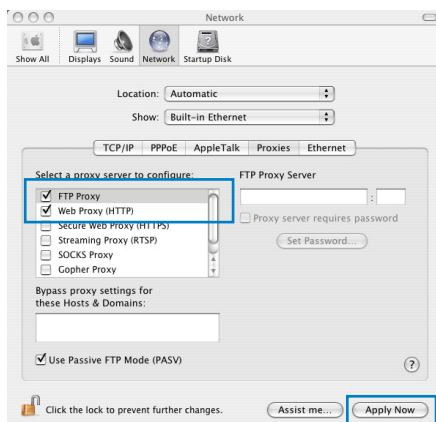 Network
Show All Displays Sound Network Startup Disk
Location: Automatic
Show: Built-in Ethernet
TCP/IP PPPoE AppleTalk Proxies Ethernet
Select a proxy server to configure: FTP Proxy Server
FTP Proxy
:
Web Proxy (HTTP)
Proxy server requires password
Secure Web Proxy (HTTPS)
Streaming Proxy (RTSP) Set Password...
SOCKS Proxy
Gopher Proxy
Bypass proxy settings for
these Hosts & Domains:
Use Passive FTP Mode (PASV) ?
Click the lock to prevent further changes. Assist me... Apply Now